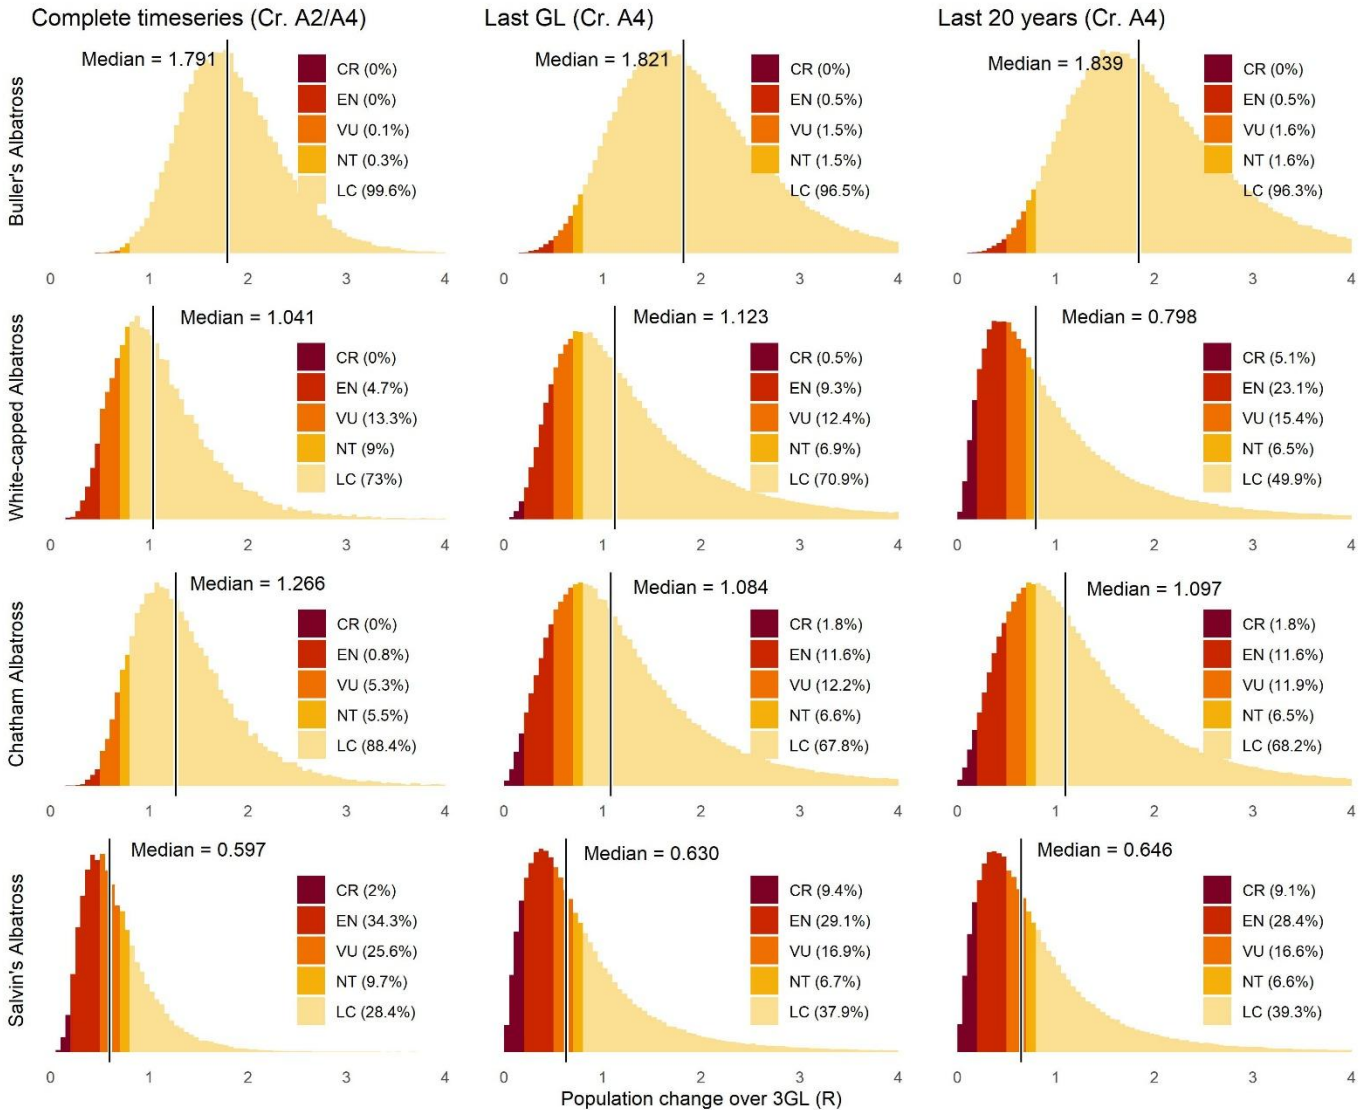 Complete timeseries (Cr. A2/A4)
Last GL (Cr. A4)
Last 20 years (Cr. A4)
Buller's Albatross
Median = 1.791
CR (0%)
EN (0%)
VU (0.1%)
NT (0.3%)
LC (99.6%)
0 1 2 3 4
Median = 1.821
CR (0%)
EN (0.5%)
VU (1.5%)
NT (1.5%)
LC (96.5%)
0 1 2 3 4
Median = 1.839
CR (0%)
EN (0.5%)
VU (1.6%)
NT (1.6%)
LC (96.3%)
0 1 2 3 4
White-capped Albatross
Median = 1.041
CR (0%)
EN (4.7%)
VU (13.3%)
NT (9%)
LC (73%)
0 1 2 3 4
Median = 1.123
CR (0.5%)
EN (9.3%)
VU (12.4%)
NT (6.9%)
LC (70.9%)
0 1 2 3 4
Median = 0.798
CR (5.1%)
EN (23.1%)
VU (15.4%)
NT (6.5%)
LC (49.9%)
0 1 2 3 4
Chatham Albatross
Median = 1.266
CR (0%)
EN (0.8%)
VU (5.3%)
NT (5.5%)
LC (88.4%)
0 1 2 3 4
Median = 1.084
CR (1.8%)
EN (11.6%)
VU (12.2%)
NT (6.6%)
LC (67.8%)
0 1 2 3 4
Median = 1.097
CR (1.8%)
EN (11.6%)
VU (11.9%)
NT (6.5%)
LC (68.2%)
0 1 2 3 4
Salvin's Albatross
Median = 0.597
CR (2%)
EN (34.3%)
VU (25.6%)
NT (9.7%)
LC (28.4%)
0 1 2 3 4
Median = 0.630
CR (9.4%)
EN (29.1%)
VU (16.9%)
NT (6.7%)
LC (37.9%)
0 1 2 3 4
Median = 0.646
CR (9.1%)
EN (28.4%)
VU (16.6%)
NT (6.6%)
LC (39.3%)
0 1 2 3 4
Population change over 3GL (R)